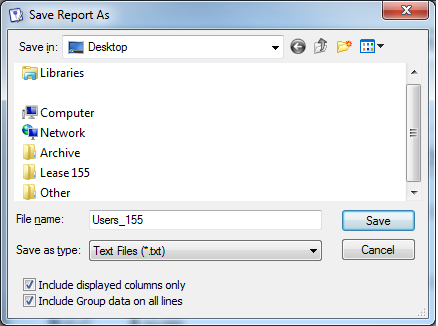 Save Report As
Save in: Desktop
Libraries
Computer
Network
Archive
Lease 155
Other
File name: Users_155 Save
Save as type: Text Files (*.txt) Cancel
Include displayed columns only
Include Group data on all lines